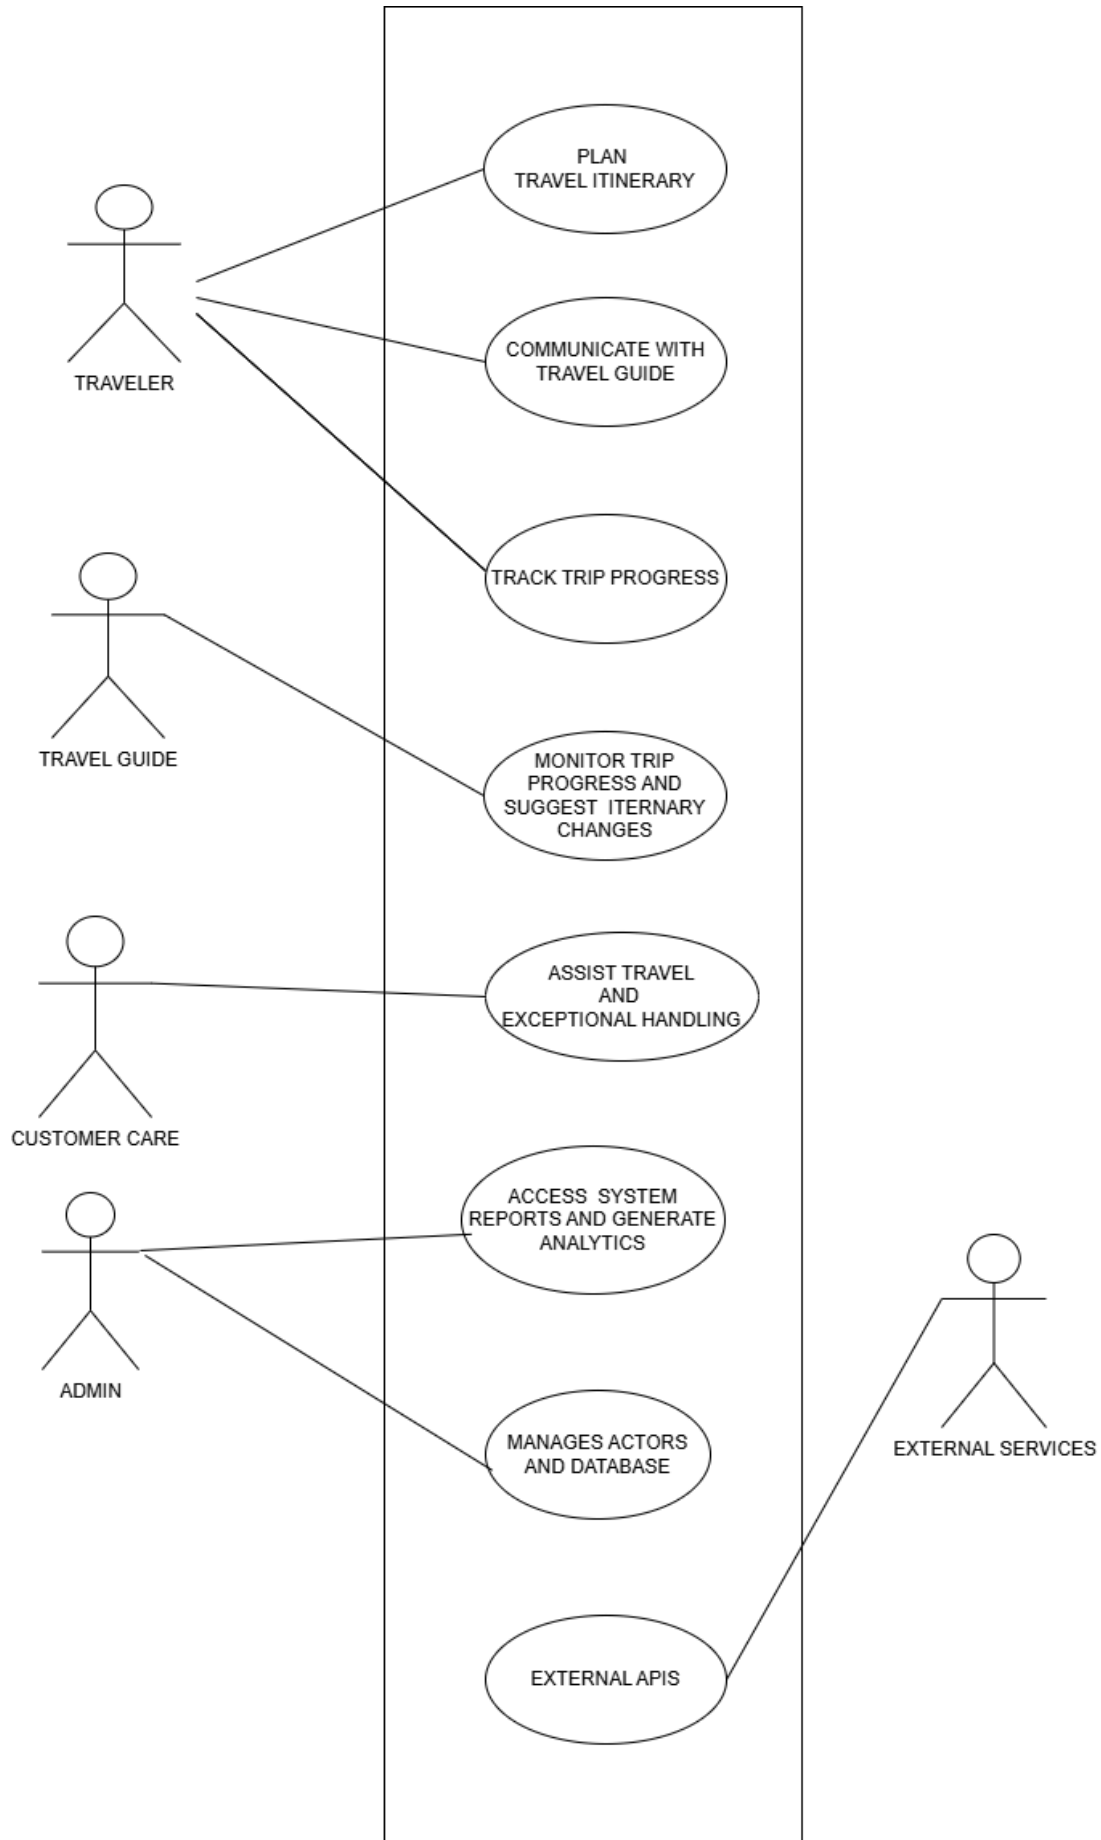 PLAN
TRAVEL ITINERARY
COMMUNICATE WITH
TRAVEL GUIDE
TRAVELER
TRACK TRIP PROGRESS
TRAVEL GUIDE
MONITOR TRIP
PROGRESS AND
SUGGEST ITERNARY
CHANGES
ASSIST TRAVEL
AND
EXCEPTIONAL HANDLING
CUSTOMER CARE
ACCESS SYSTEM
REPORTS AND GENERATE
ANALYTICS
ADMIN
MANAGES ACTORS
AND DATABASE
EXTERNAL SERVICES
EXTERNAL APIS